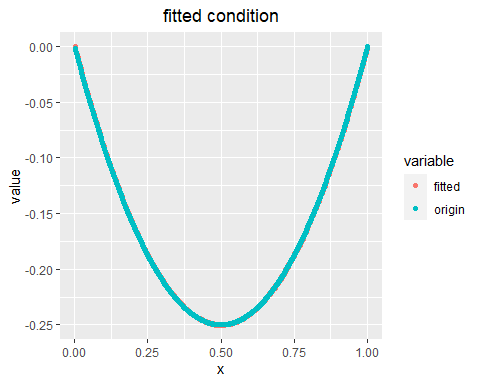 fitted condition
0.00
-0.05
-0.10
-0.15
-0.20
-0.25
value
0.00 0.25 0.50 0.75 1.00
x
variable
fitted
origin